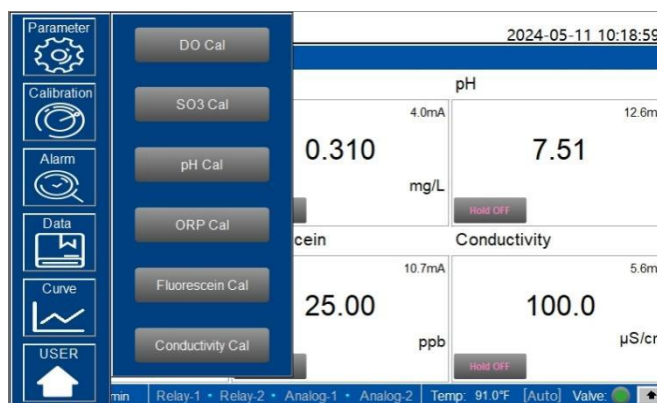 Parameter
DO Cal
2024-05-11 10:18:59
Calibration
SO3 Cal
pH
4.0mA
12.6m
0.310
7.51
Alarm
pH Cal
mg/L
Hold OFF
Data
ORP Cal
cein
Conductivity
10.7mA
5.6m
Curve
Fluorescein Cal
25.00
100.0
USER
Conductivity Cal
ppb
µS/cm
Hold OFF
min Relay-1 • Relay-2 • Analog-1 • Analog-2 Temp: 91.0°F [Auto] Valve: